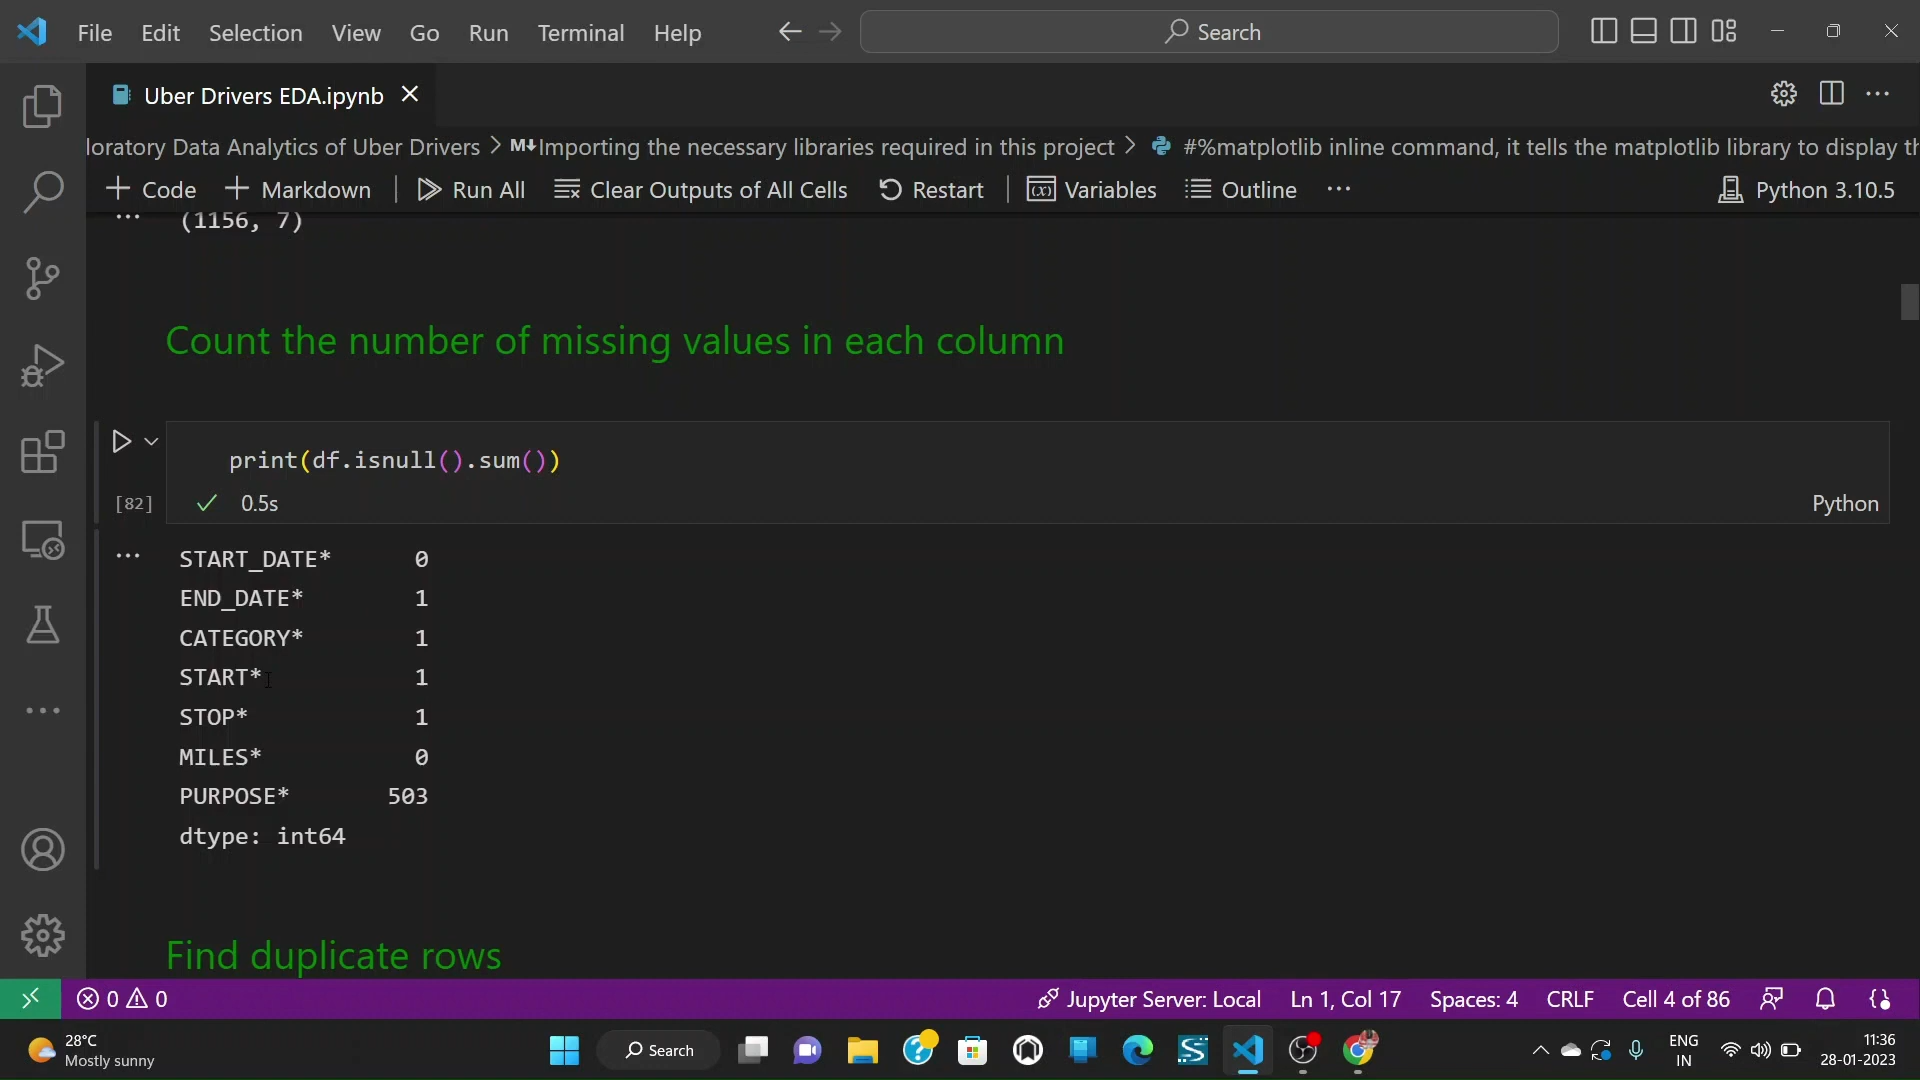 File Edit Selection View Go Run Terminal Help Search
Uber Drivers EDA.ipynb
loratory Data Analytics of Uber Drivers > M↓Importing the necessary libraries required in this project > #%matplotlib inline command, it tells the matplotlib library to display th
+ Code + Markdown | Run All Clear Outputs of All Cells Restart | (x) Variables Outline ... Python 3.10.5
(1156, 7)
Count the number of missing values in each column
print(df.isnull().sum())
[82] 0.5s Python
START_DATE* 0
END_DATE* 1
CATEGORY* 1
START* 1
STOP* 1
MILES* 0
PURPOSE* 503
dtype: int64
Find duplicate rows
0 0 Jupyter Server: Local Ln 1, Col 17 Spaces: 4 CRLF Cell 4 of 86
28°C
Mostly sunny
Search
ENG
IN
11:36
28-01-2023